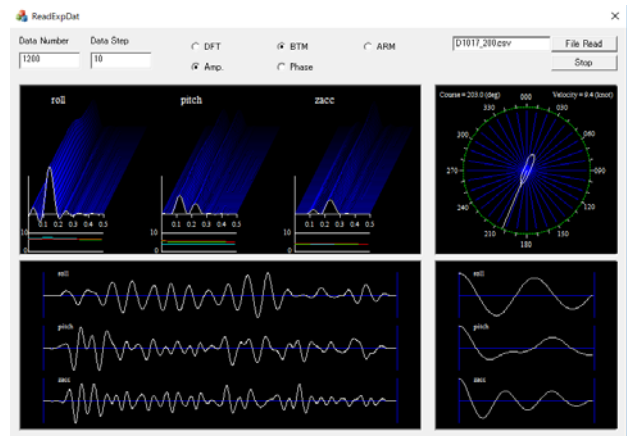 ReadExpDat
Data Number Data Step
1200 10
DFT BTM ARM
Amp. Phase
D1017_200.csv File Read
Stop
roll pitch zacc
0.1 0.2 0.3 0.4 0.5 0.1 0.2 0.3 0.4 0.5 0.1 0.2 0.3 0.4 0.5
10 10 10
0 0 0
Course = 203.0 (deg) 000 Velocity = 9.4 (knot)
330 030
300 060
270 090
240 120
210 150
180
roll
pitch
zacc
roll
pitch
zacc